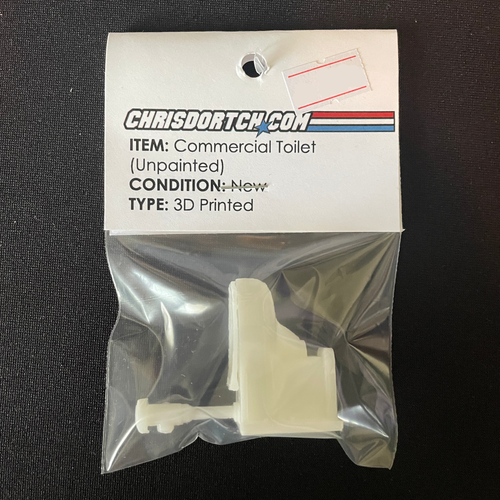 CHRISDORTCH.COM
ITEM: Commercial Toilet
(Unpainted)
CONDITION: New
TYPE: 3D Printed